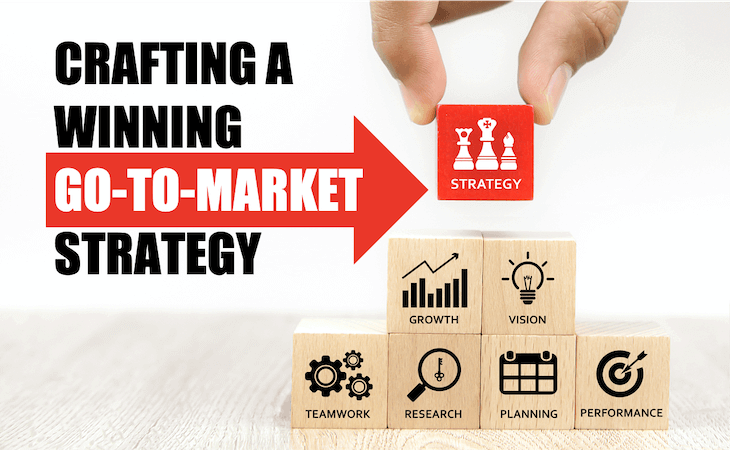 CRAFTING A
WINNING
GO-TO-MARKET
STRATEGY
STRATEGY
GROWTH
VISION
TEAMWORK
RESEARCH
PLANNING
PERFORMANCE